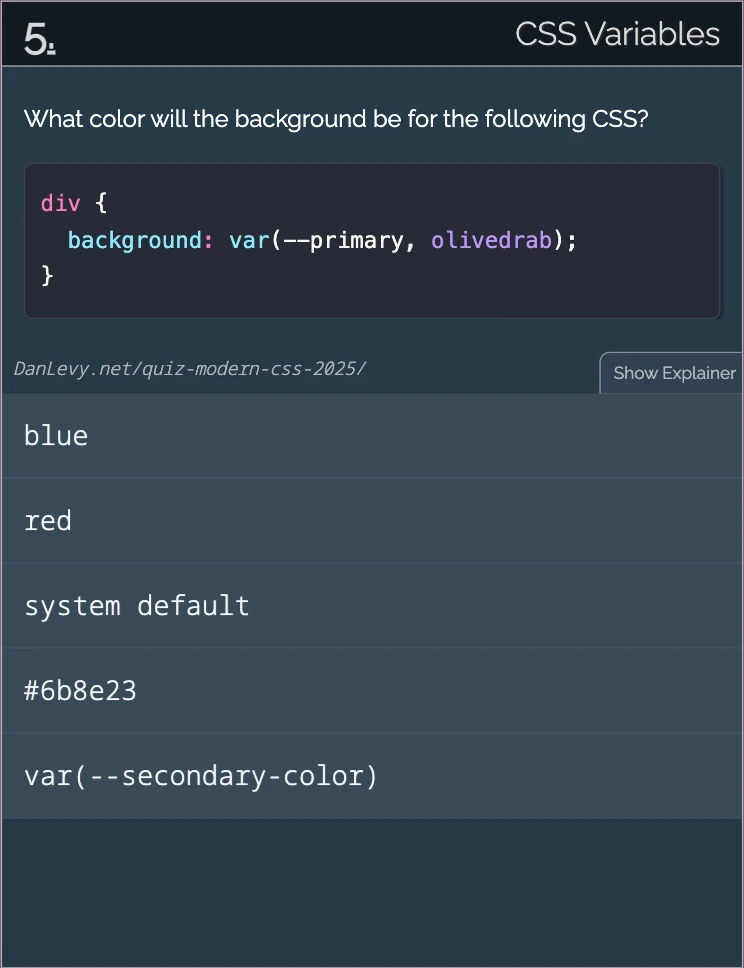 5.
CSS Variables
What color will the background be for the following CSS?
div {
  background: var(--primary, olivedrab);
}
DanLevy.net/quiz-modern-css-2025/
Show Explainer
blue
red
system default
#6b8e23
var(--secondary-color)